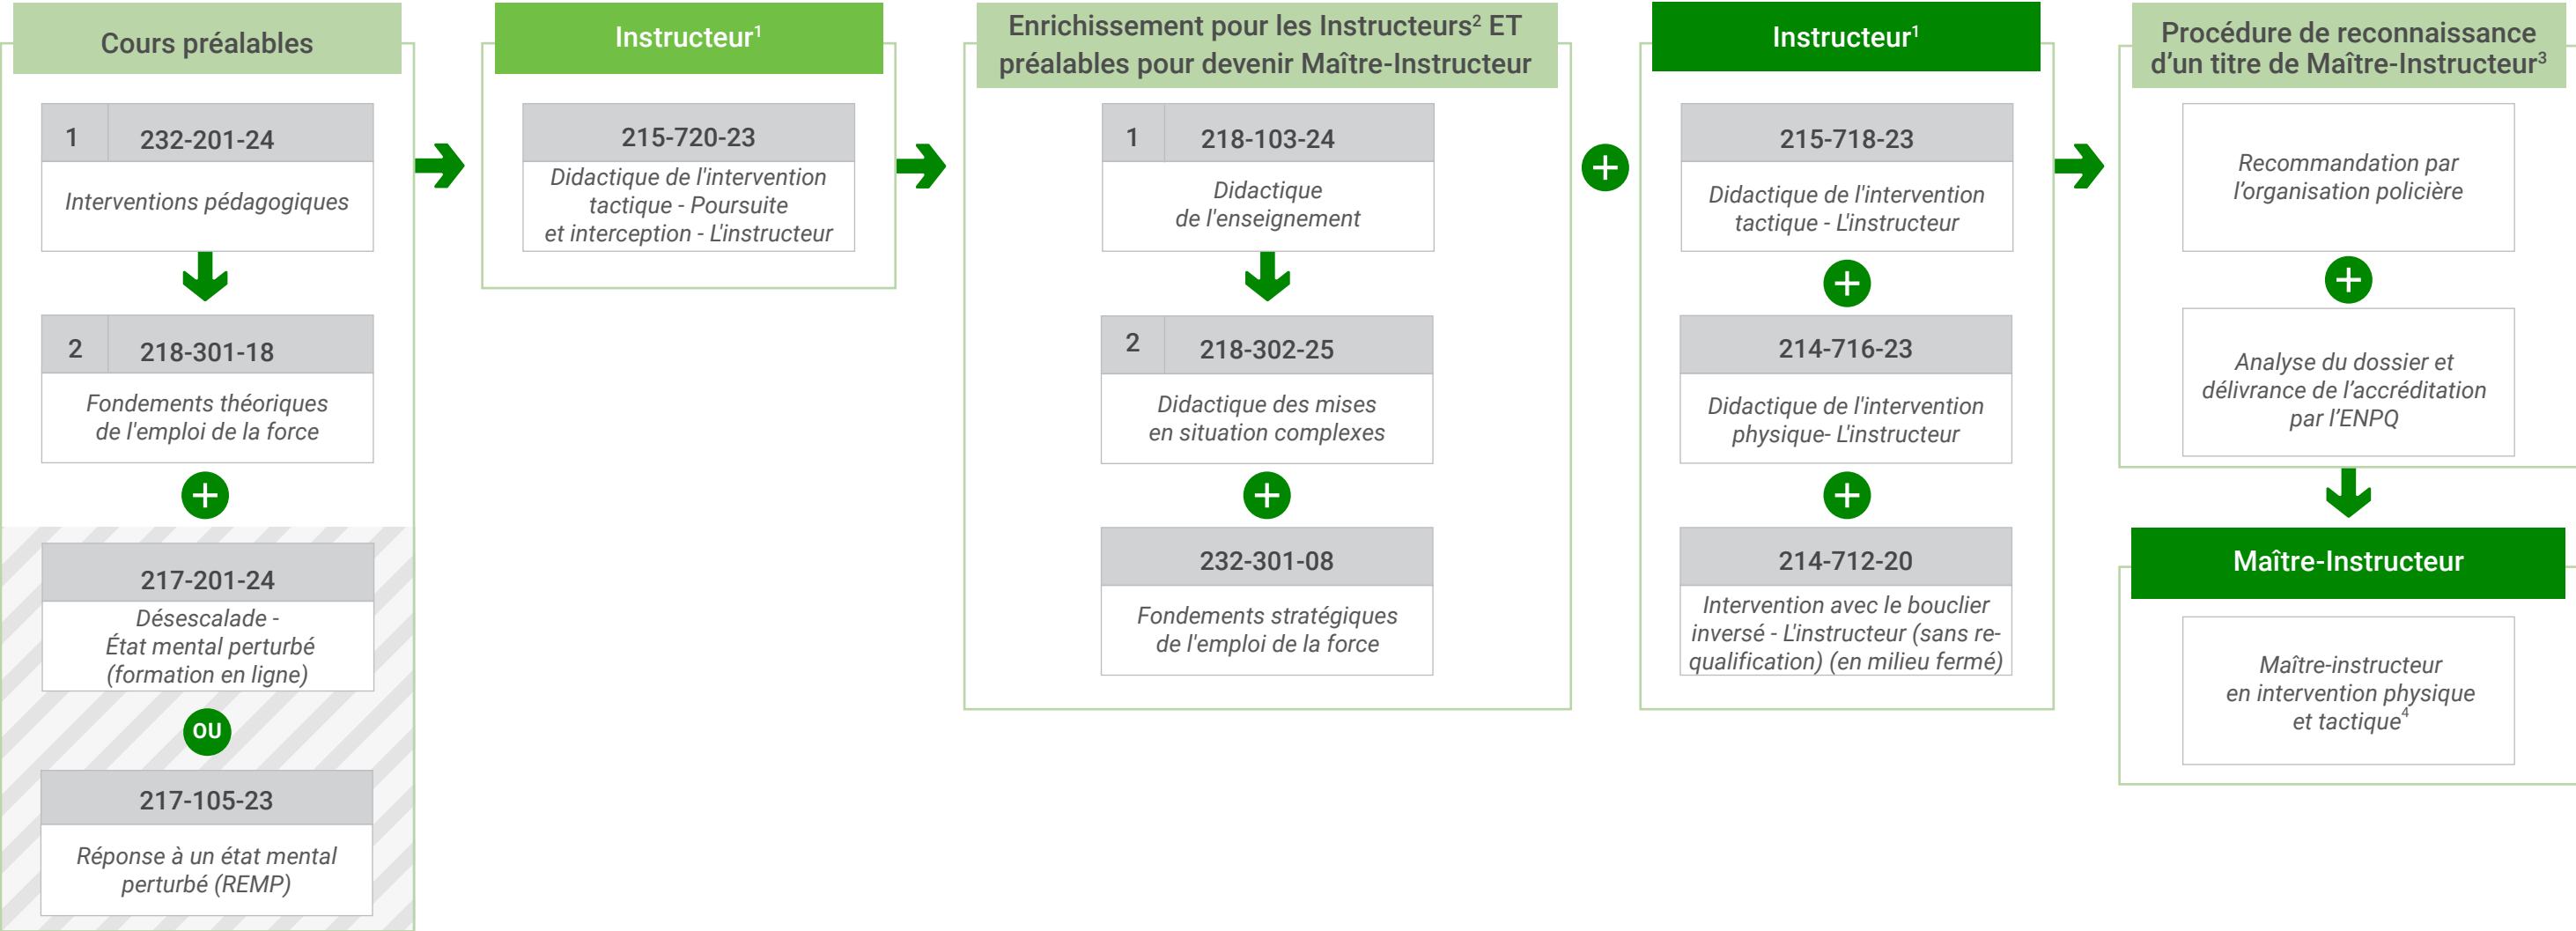 Cours préalables
1 232-201-24
Interventions pédagogiques
2 218-301-18
Fondements théoriques
de l'emploi de la force
217-201-24
Désescalade -
État mental perturbé
(formation en ligne)
OU
217-105-23
Réponse à un état mental
perturbé (REMP)
Instructeur¹
215-720-23
Didactique de l'intervention
tactique - Poursuite
et interception - L'instructeur
Enrichissement pour les Instructeurs² ET
préalables pour devenir Maître-Instructeur
1 218-103-24
Didactique
de l'enseignement
2 218-302-25
Didactique des mises
en situation complexes
232-301-08
Fondements stratégiques
de l'emploi de la force
Instructeur¹
215-718-23
Didactique de l'intervention
tactique - L'instructeur
214-716-23
Didactique de l'intervention
physique- L'instructeur
214-712-20
Intervention avec le bouclier
inversé - L'instructeur (sans re-
qualification) (en milieu fermé)
Procédure de reconnaissance
d’un titre de Maître-Instructeur³
Recommandation par
l’organisation policière
Analyse du dossier et
délivrance de l’accréditation
par l’ENPQ
Maître-Instructeur
Maître-instructeur
en intervention physique
et tactique⁴